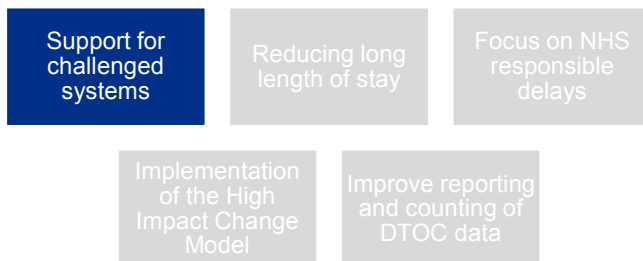 Support for
challenged
systems
Reducing long
length of stay
Focus on NHS
responsible
delays
Implementation
of the High
Impact Change
Model
Improve reporting
and counting of
DTOC data